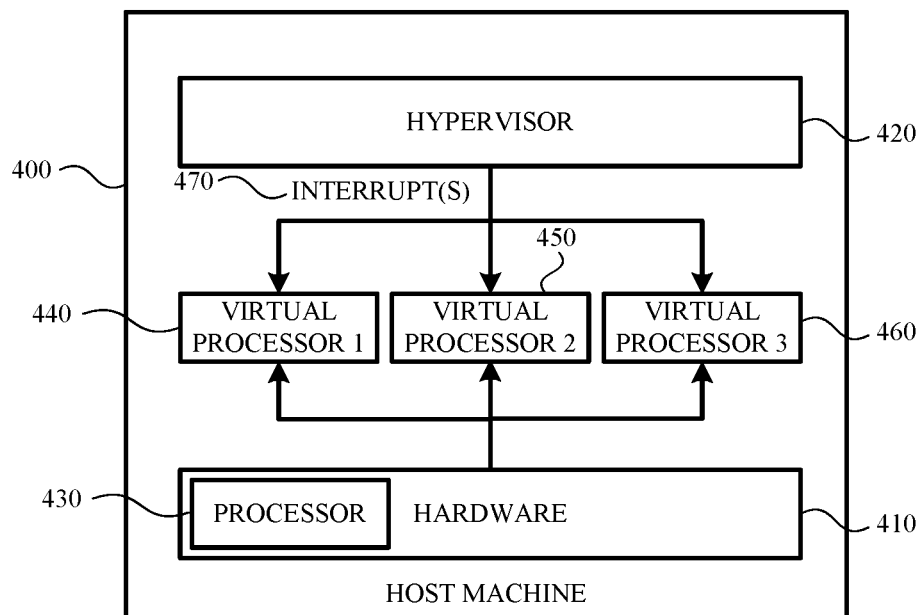 HYPERVISOR
420
400
470
INTERRUPT(S)
450
440
VIRTUAL
PROCESSOR 1
VIRTUAL
PROCESSOR 2
VIRTUAL
PROCESSOR 3
460
430
PROCESSOR
HARDWARE
410
HOST MACHINE